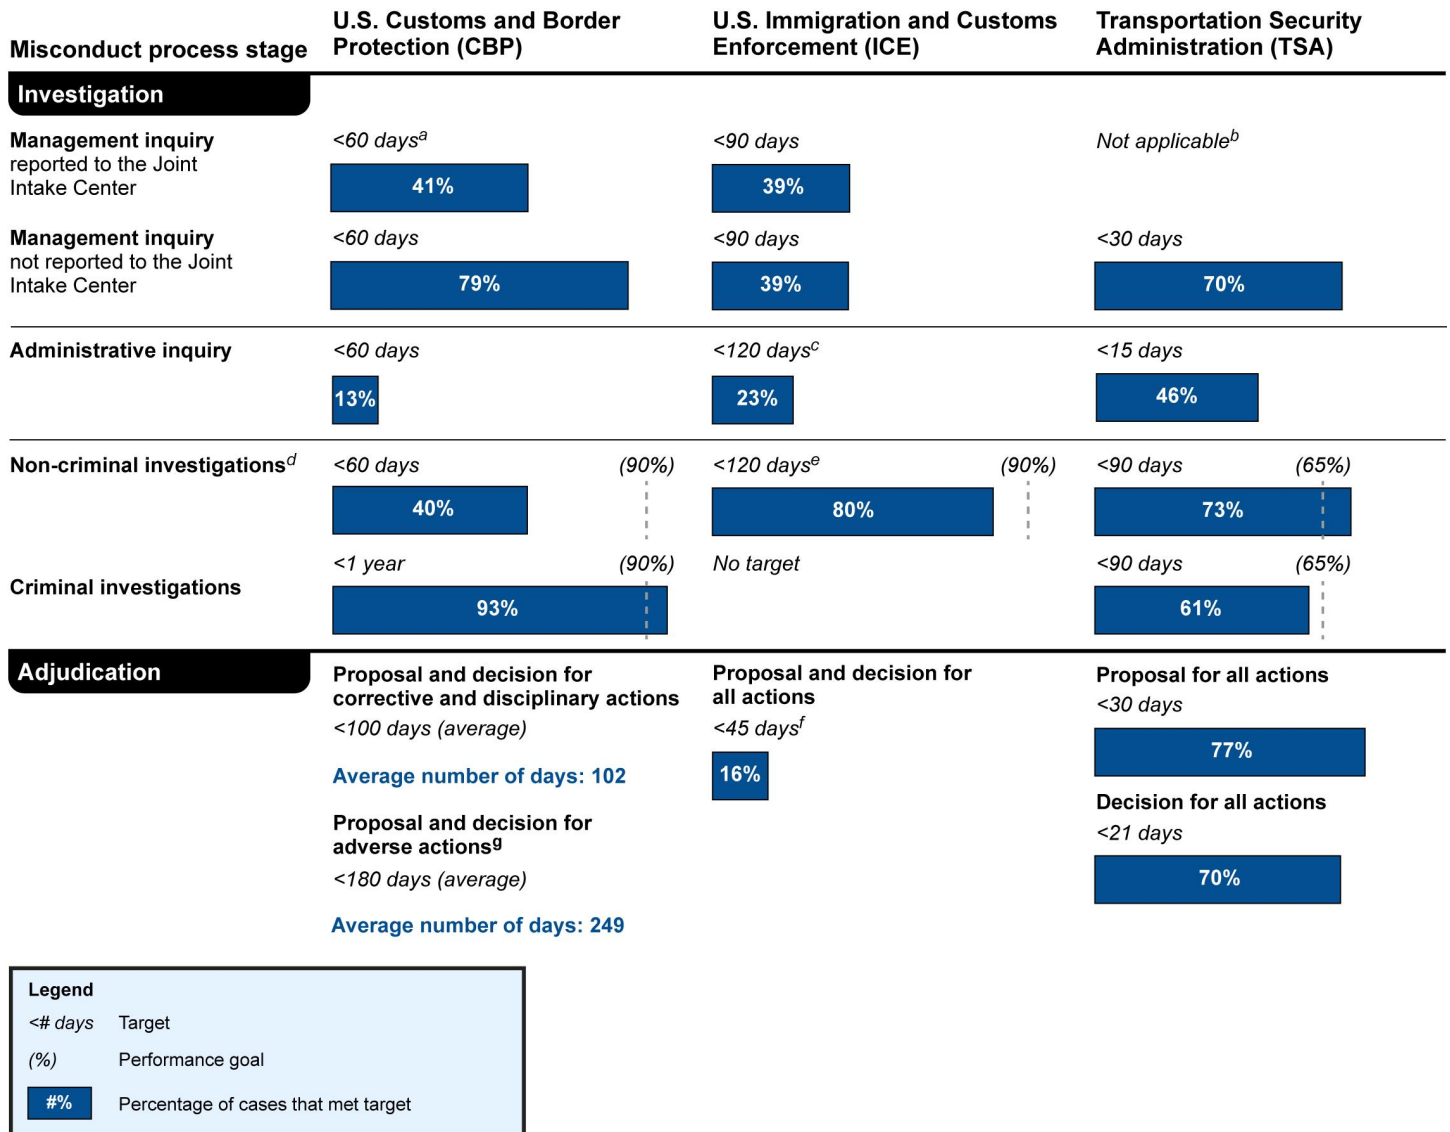 Misconduct process stage
U.S. Customs and Border
Protection (CBP)
U.S. Immigration and Customs
Enforcement (ICE)
Transportation Security
Administration (TSA)
Investigation
Management inquiry
reported to the Joint
Intake Center
<60 daysa
41%
<90 days
39%
Not applicableb
Management inquiry
not reported to the Joint
Intake Center
<60 days
79%
<90 days
39%
<30 days
70%
Administrative inquiry
<60 days
13%
<120 daysc
23%
<15 days
46%
Non-criminal investigationsd
<60 days (90%)
40%
<120 dayse (90%)
80%
<90 days (65%)
73%
Criminal investigations
<1 year (90%)
93%
No target
<90 days (65%)
61%
Adjudication
Proposal and decision for
corrective and disciplinary actions
<100 days (average)
Average number of days: 102
Proposal and decision for
adverse actionsg
<180 days (average)
Average number of days: 249
Proposal and decision for
all actions
<45 daysf
16%
Proposal for all actions
<30 days
77%
Decision for all actions
<21 days
70%
Legend
<# days Target
(%) Performance goal
#% Percentage of cases that met target